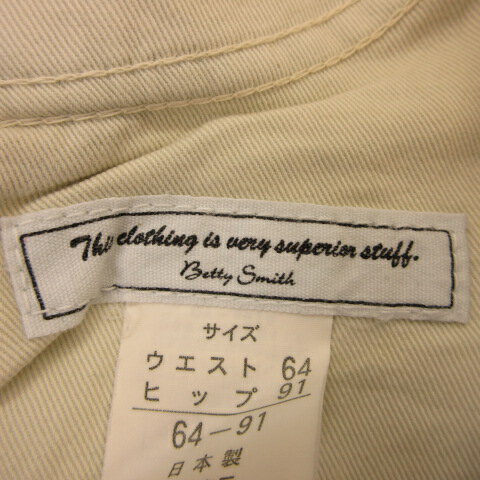 This clothing is very superior stuff.
Betty Smith
サイズ
ウエスト 64
ヒップ 91
64-91
日本製